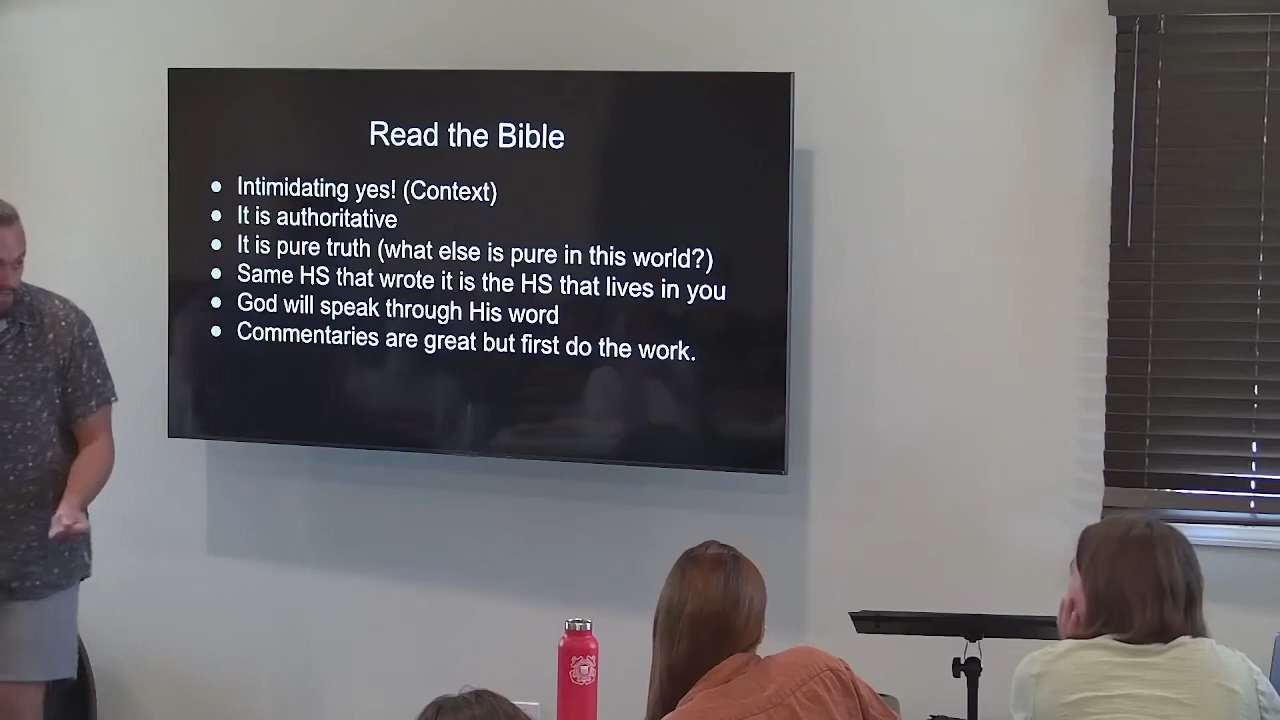 Read the Bible
Intimidating yes! (Context)
It is authoritative
It is pure truth (what else is pure in this world?)
Same HS that wrote it is the HS that lives in you
God will speak through His word
Commentaries are great but first do the work.